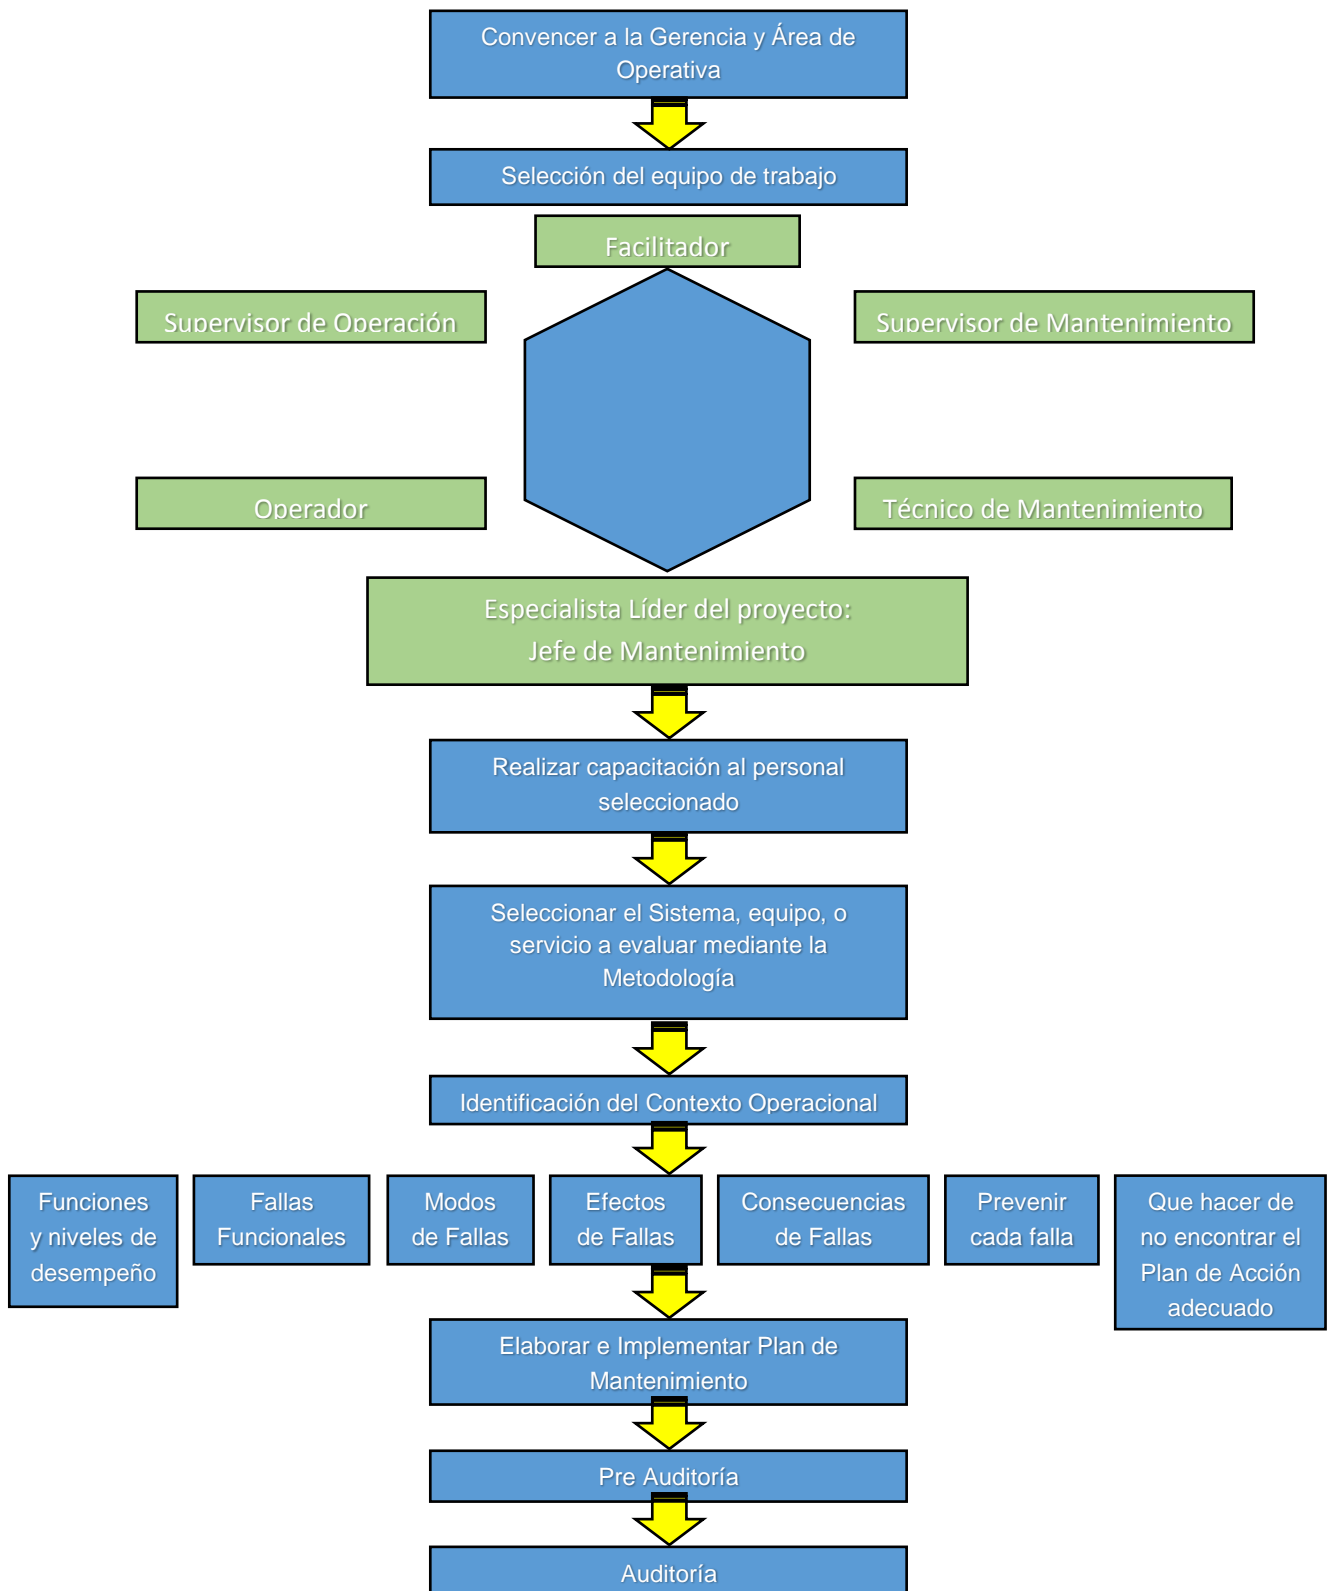 Convencer a la Gerencia y Área de
Operativa
Selección del equipo de trabajo
Facilitador
Supervisor de Operación
Supervisor de Mantenimiento
Operador
Técnico de Mantenimiento
Especialista Líder del proyecto:
Jefe de Mantenimiento
Realizar capacitación al personal
seleccionado
Seleccionar el Sistema, equipo, o
servicio a evaluar mediante la
Metodología
Identificación del Contexto Operacional
Funciones
y niveles de
desempeño
Fallas
Funcionales
Modos
de Fallas
Efectos
de Fallas
Consecuencias
de Fallas
Prevenir
cada falla
Que hacer de
no encontrar el
Plan de Acción
adecuado
Elaborar e Implementar Plan de
Mantenimiento
Pre Auditoría
Auditoría